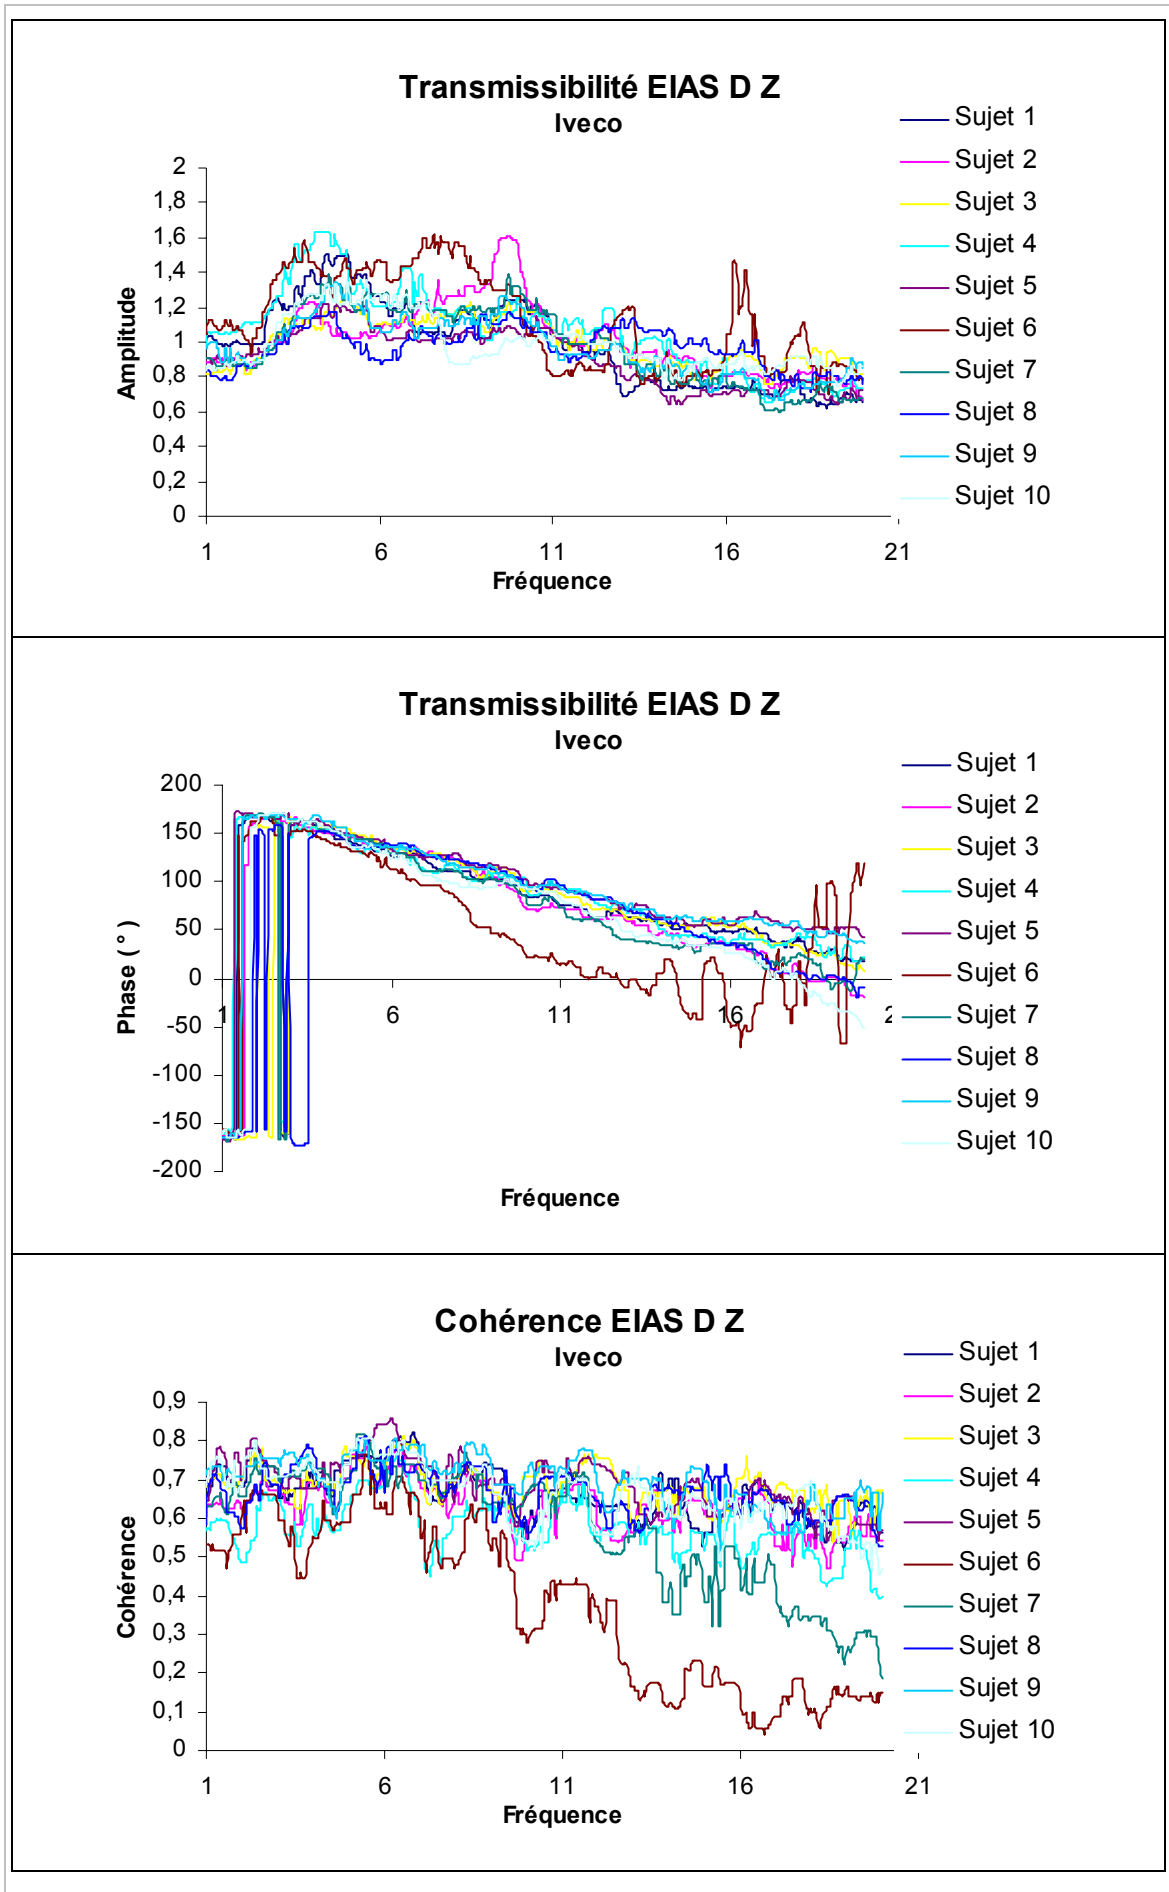 Transmissibilité EIAS D Z
Iveco
Sujet 1
Sujet 2
Sujet 3
Sujet 4
Sujet 5
Sujet 6
Sujet 7
Sujet 8
Sujet 9
Sujet 10
Amplitude
2
1,8
1,6
1,4
1,2
1
0,8
0,6
0,4
0,2
0
1 6 11 16 21
Fréquence
Transmissibilité EIAS D Z
Iveco
Sujet 1
Sujet 2
Sujet 3
Sujet 4
Sujet 5
Sujet 6
Sujet 7
Sujet 8
Sujet 9
Sujet 10
Phase ( ° )
200
150
100
50
0
-50
-100
-150
-200
1 6 11 16 2
Fréquence
Cohérence EIAS D Z
Iveco
Sujet 1
Sujet 2
Sujet 3
Sujet 4
Sujet 5
Sujet 6
Sujet 7
Sujet 8
Sujet 9
Sujet 10
Cohérence
0,9
0,8
0,7
0,6
0,5
0,4
0,3
0,2
0,1
0
1 6 11 16 21
Fréquence